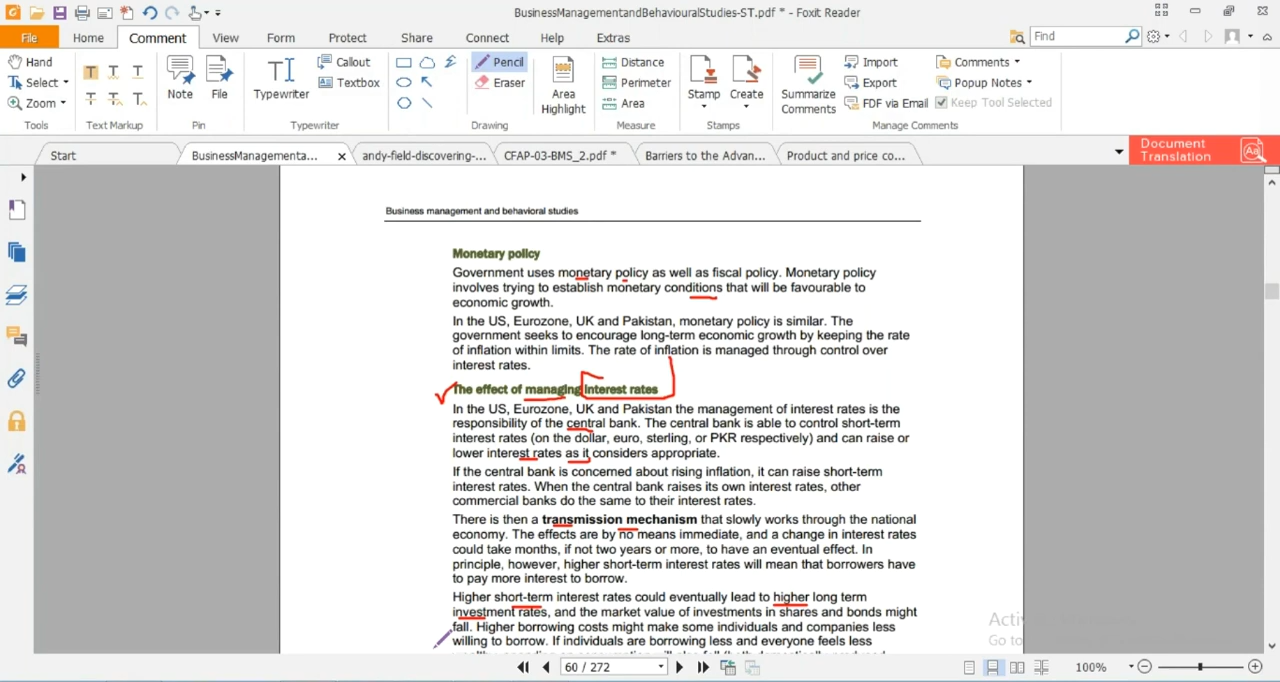 BusinessManagementandBehaviouralStudies-ST.pdf * - Foxit Reader
File Home Comment View Form Protect Share Connect Help Extras Find
Hand Select Zoom Tools
Text Markup
Note File Pin
Typewriter Callout Textbox Typewriter
Pencil Eraser Area Highlight Drawing
Distance Perimeter Area Measure
Stamp Create Stamps
Summarize Comments Import Export FDF via Email Comments Popup Notes Keep Tool Selected Manage Comments
Start BusinessManagementa... andy-field-discovering-... CFAP-03-BMS_2.pdf * Barriers to the Advan... Product and price co... Document Translation
Business management and behavioral studies
Monetary policy
Government uses monetary policy as well as fiscal policy. Monetary policy
involves trying to establish monetary conditions that will be favourable to
economic growth.
In the US, Eurozone, UK and Pakistan, monetary policy is similar. The
government seeks to encourage long-term economic growth by keeping the rate
of inflation within limits. The rate of inflation is managed through control over
interest rates.
The effect of managing interest rates
In the US, Eurozone, UK and Pakistan the management of interest rates is the
responsibility of the central bank. The central bank is able to control short-term
interest rates (on the dollar, euro, sterling, or PKR respectively) and can raise or
lower interest rates as it considers appropriate.
If the central bank is concerned about rising inflation, it can raise short-term
interest rates. When the central bank raises its own interest rates, other
commercial banks do the same to their interest rates.
There is then a transmission mechanism that slowly works through the national
economy. The effects are by no means immediate, and a change in interest rates
could take months, if not two years or more, to have an eventual effect. In
principle, however, higher short-term interest rates will mean that borrowers have
to pay more interest to borrow.
Higher short-term interest rates could eventually lead to higher long term
investment rates, and the market value of investments in shares and bonds might
fall. Higher borrowing costs might make some individuals and companies less
willing to borrow. If individuals are borrowing less and everyone feels less
60 / 272 100%